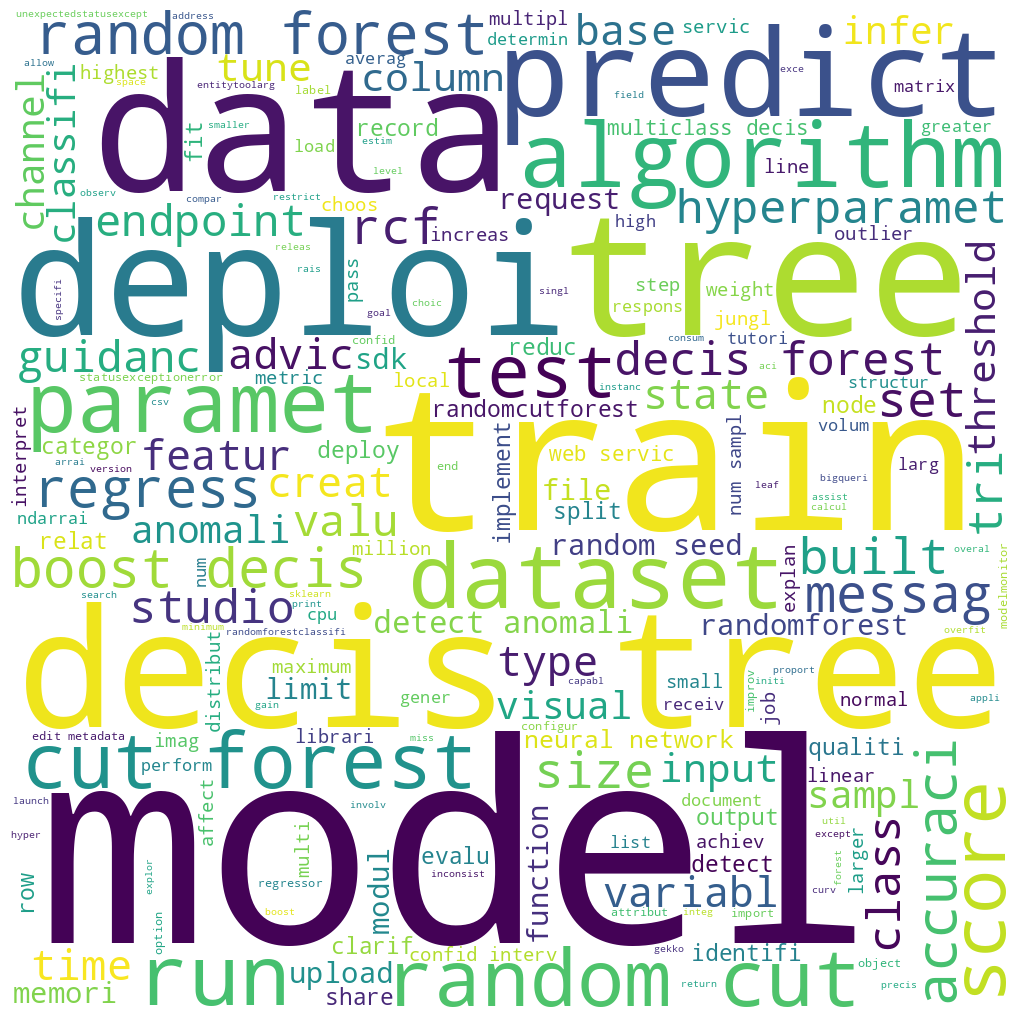 unexpectedstatusexcept
address
multipl
random forest
base
servic
infer
determin
allow
highest
tune
averag
column
predict
exce
matrix
space
entitytoolarg
label
data
field
channel
classifi
fit
smaller
record
estim
load
level
multiclass decis
greater
algorithm
line
observ
compar
restrict
choos
request
hyperparamet
endpoint
rcf
increas
high
outlier
releas
rais
pass
deploi
tree
step
weight
respons
threshold
specifi
goal
choic
singl
jungl
consum
tutori
guidanc
advic
sdk
confid
reduc
test
decis forest
aci
statusexceptionerror
metric
local
instanc
state
structur
node
set
csv
paramet
randomcutforest
volum
categor
featur
deploy
train
web servic
num sampl
interpret
arrai
version
end
implement
larg
tri
leaf
bigqueri
regress
creat
file
assist
calcul
ndarrai
anomali
valu
split
relat
million
random seed
explan
built
overal
modelmonitor
boost decis
num
dataset
search
sklearn
print
cpu
messag
studio
minimum
randomforestclassifi
detect anomali
randomforest
overfit
decis tree
distribut
maximum
type
small
proport
initi
capabl
limit
gain
gener
visual
receiv
improv
job
normal
appli
configur
edit metadata
imag
librari
miss
neural network
qualiti
cut forest
perform
size
input
linear
launch
affect
involv
document
sampl
output
hyper
model
multi
function
list
achiev
util
except
evalu
detect
class
accuraci
score
row
explor
regressor
inconsist
modul
variabl
curv
forest
larger
option
boost
attribut
integ
import
time
clarif
confid interv
gekko
identifi
object
memori
run
upload
share
random cut
return
precis